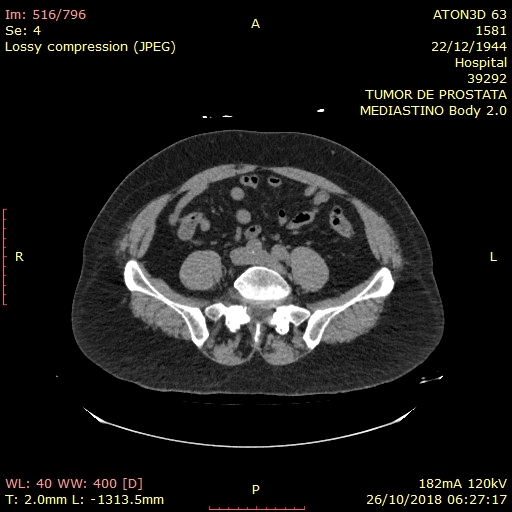 Im: 516/796
Se: 4
Lossy compression (JPEG)
A
ATON3D 63
1581
22/12/1944
Hospital
39292
TUMOR DE PROSTATA
MEDIASTINO Body 2.0
R
L
WL: 40 WW: 400 [D]
T: 2.0mm L: -1313.5mm
P
182mA 120kV
26/10/2018 06:27:17